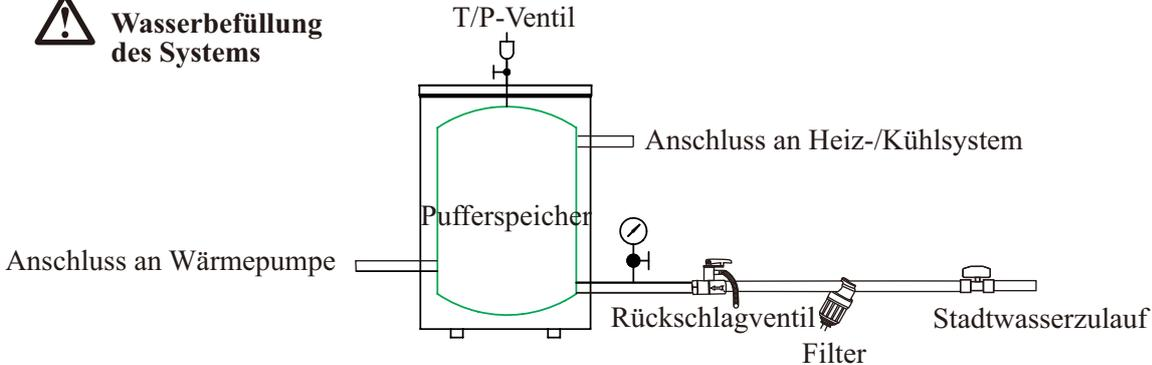 Wasserbefüllung
des Systems
T/P-Ventil
Anschluss an Heiz-/Kühlsystem
Pufferspeicher
Anschluss an Wärmepumpe
Rückschlagventil
Stadtwasserzulauf
Filter